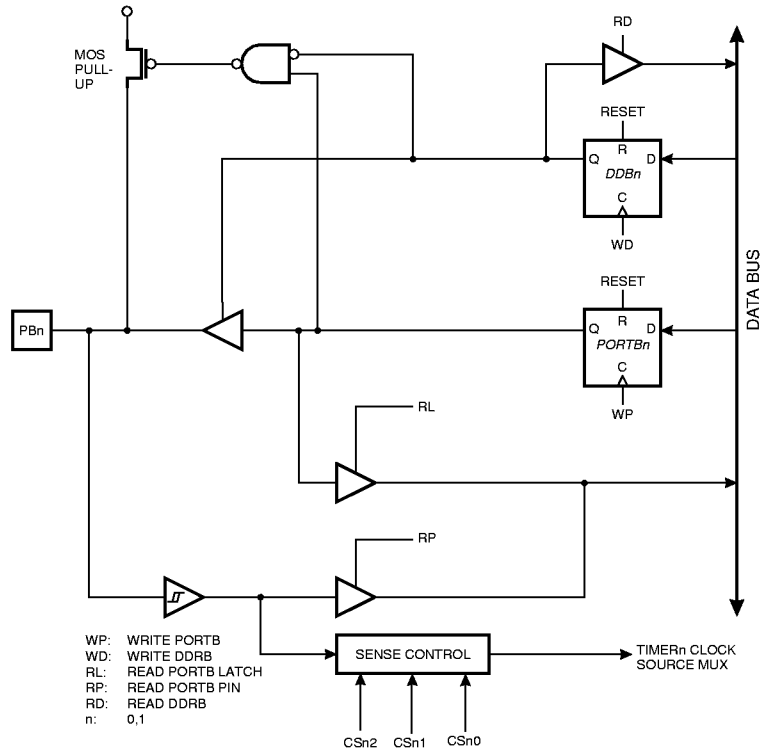 RD
MOS
PULL-
UP
RESET
R
Q
D
DDBn
C
WD
DATA BUS
RESET
R
Q
D
PORTBn
C
WP
PBn
RL
RP
WP: WRITE PORTB
WD: WRITE DDRB
RL: READ PORTB LATCH
RP: READ PORTB PIN
RD: READ DDRB
n: 0,1
SENSE CONTROL
TIMERn CLOCK
SOURCE MUX
CSn2
CSn1
CSn0